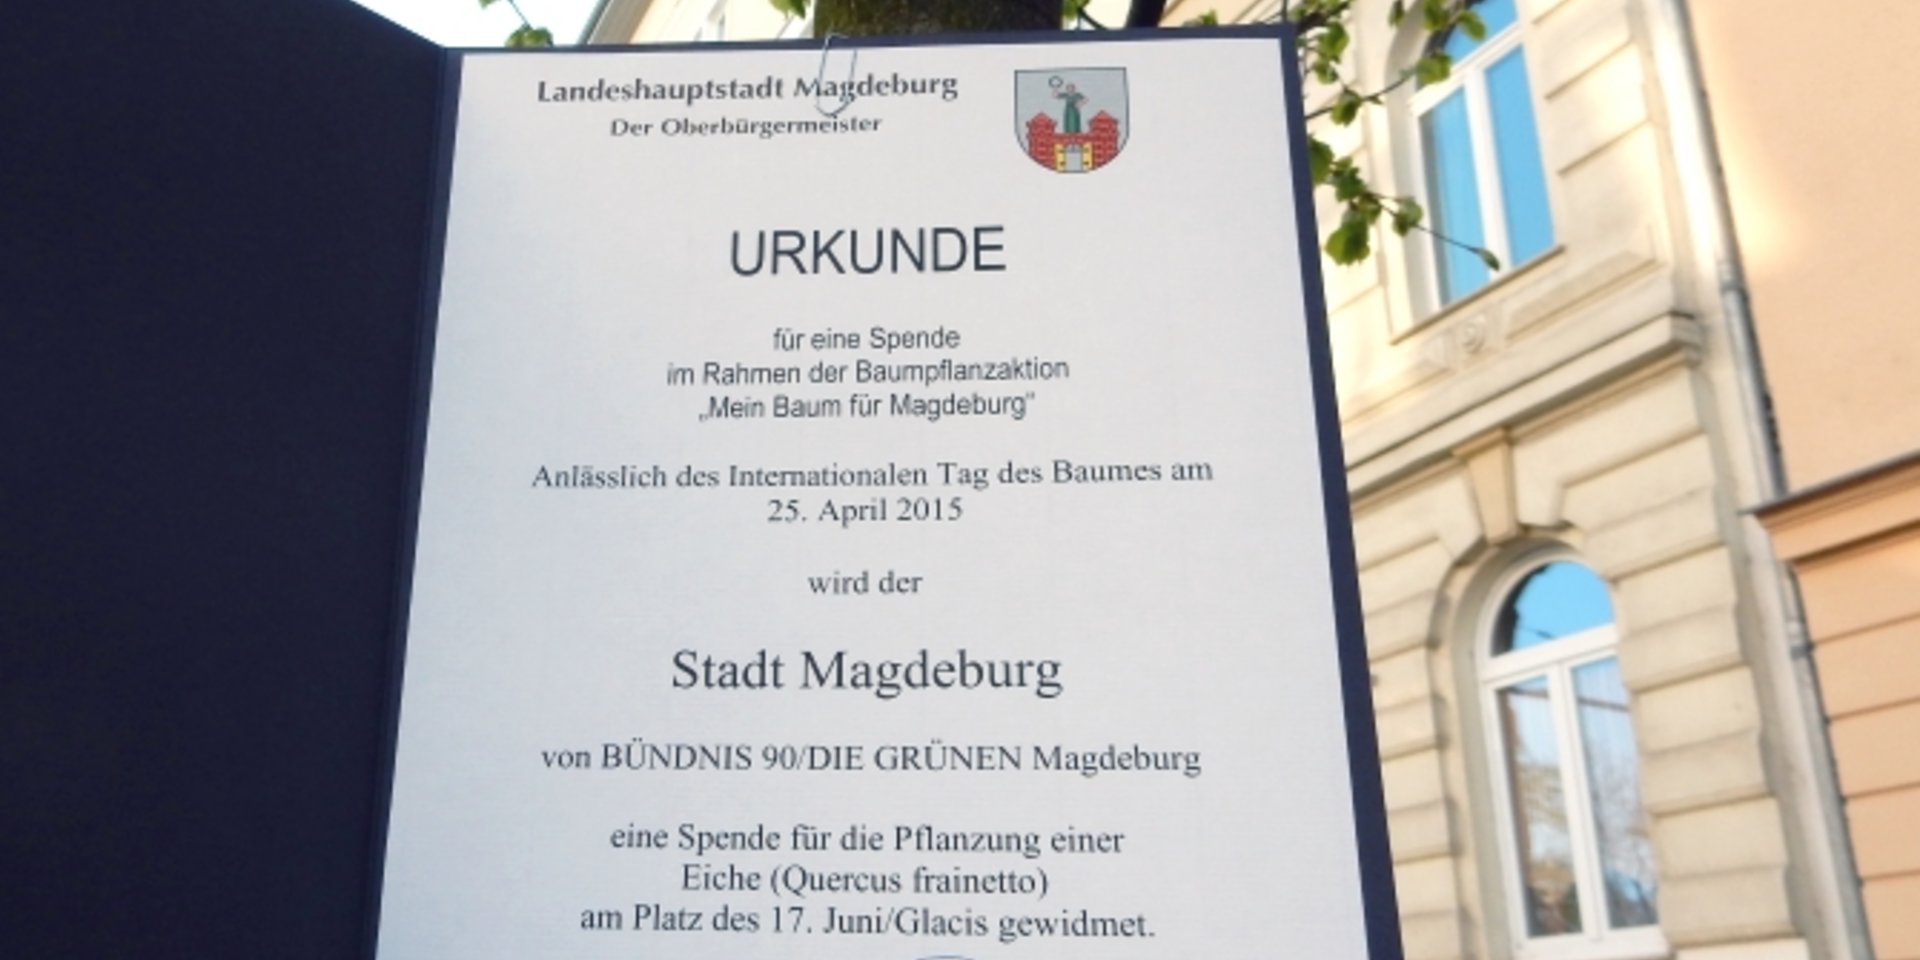 Landeshauptstadt Magdeburg
Der Oberbürgermeister
URKUNDE
für eine Spende
im Rahmen der Baumpflanzaktion
„Mein Baum für Magdeburg"
Anlässlich des Internationalen Tag des Baumes am
25. April 2015
wird der
Stadt Magdeburg
von BÜNDNIS 90/DIE GRÜNEN Magdeburg
eine Spende für die Pflanzung einer
Eiche (Quercus frainetto)
am Platz des 17. Juni/Glacis gewidmet.